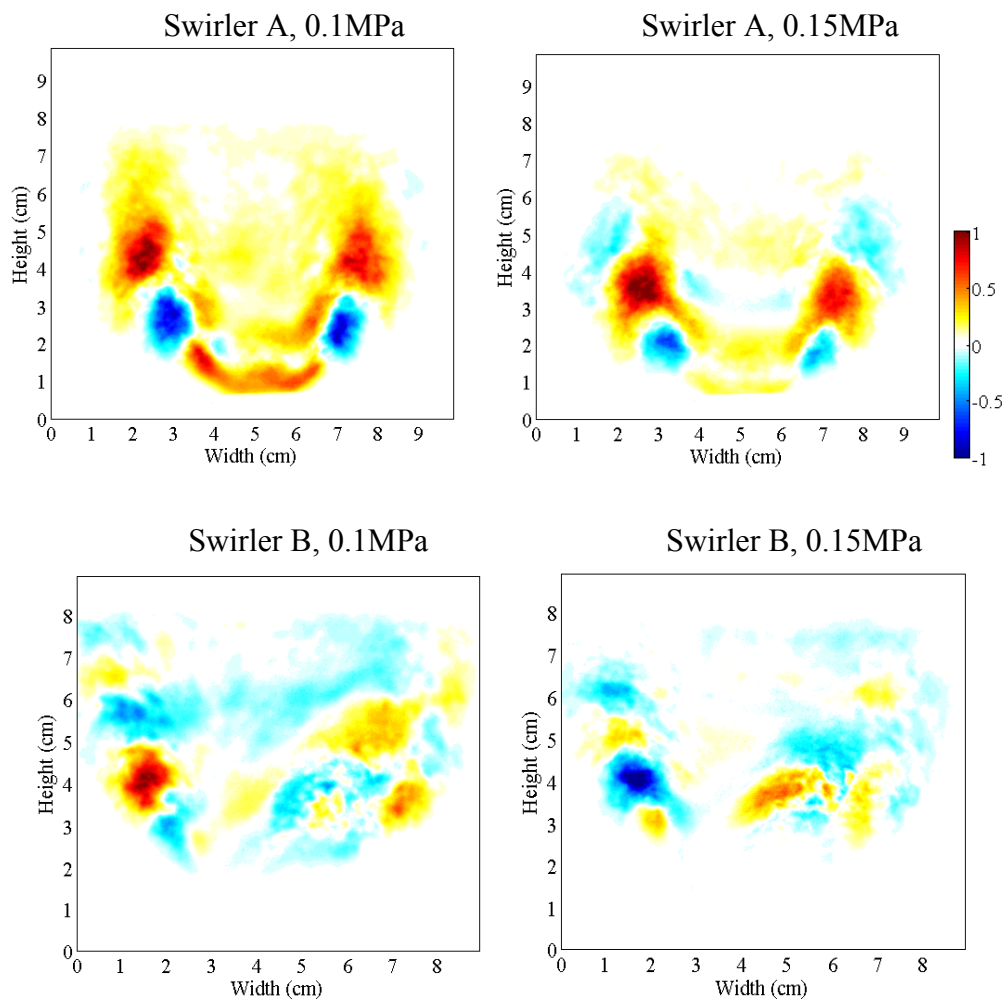 Swirler A, 0.1MPa
Swirler A, 0.15MPa
9
8
7
6
5
4
3
2
1
0
Height (cm)
0 1 2 3 4 5 6 7 8 9
Width (cm)
9
8
7
6
5
4
3
2
1
0
Height (cm)
0 1 2 3 4 5 6 7 8 9
Width (cm)
1
0.5
0
-0.5
-1
Swirler B, 0.1MPa
Swirler B, 0.15MPa
8
7
6
5
4
3
2
1
0
Height (cm)
0 1 2 3 4 5 6 7 8
Width (cm)
8
7
6
5
4
3
2
1
0
Height (cm)
0 1 2 3 4 5 6 7 8
Width (cm)